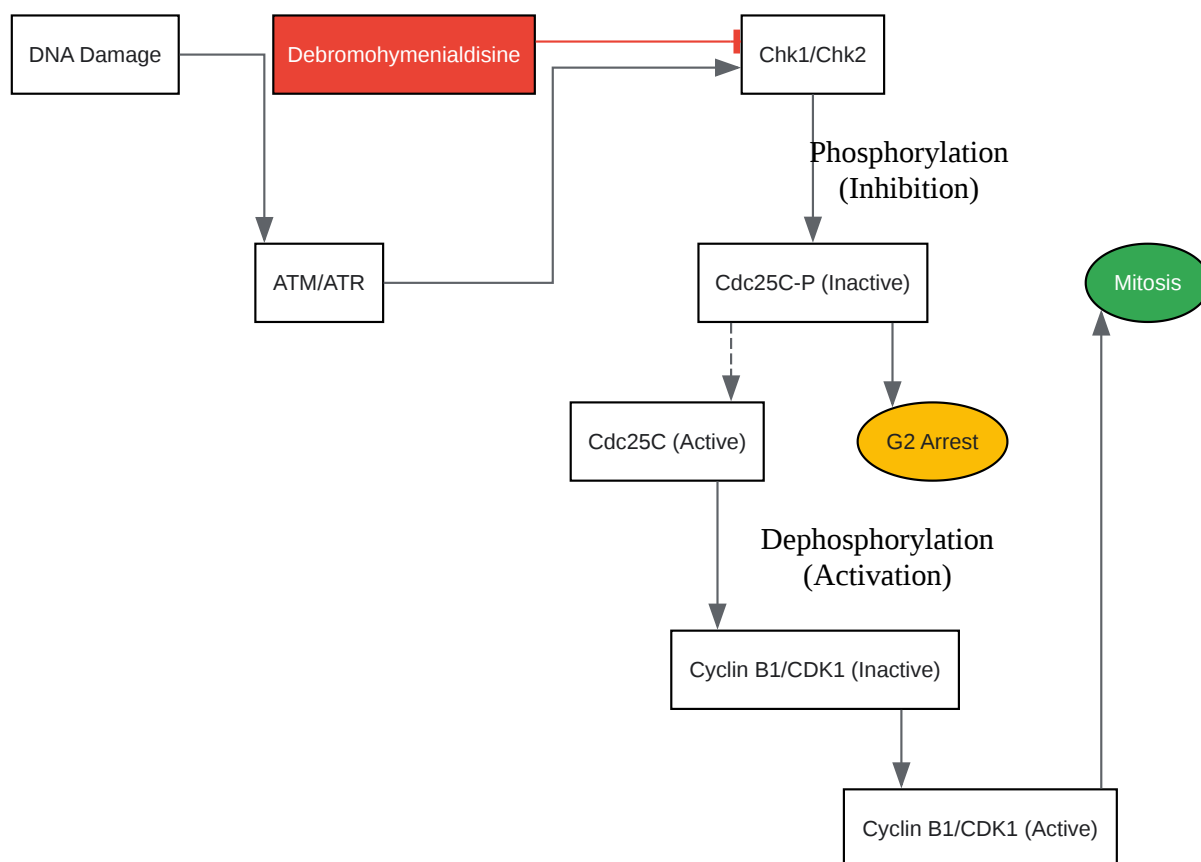 DNA Damage
Debromohymenialdisine
Chk1/Chk2
Phosphorylation
(Inhibition)
ATM/ATR
Cdc25C-P (Inactive)
Mitosis
Cdc25C (Active)
G2 Arrest
Dephosphorylation
(Activation)
Cyclin B1/CDK1 (Inactive)
Cyclin B1/CDK1 (Active)